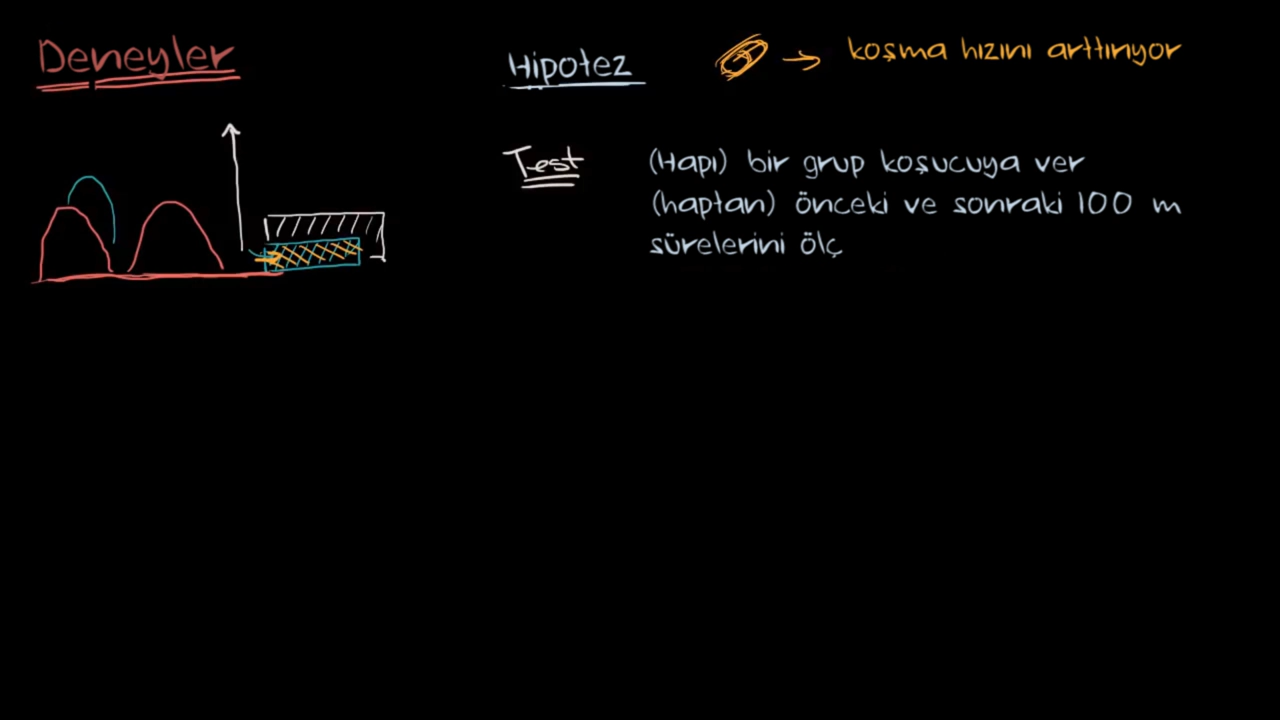 Deneyler
Hipotez
koşma hızını arttırıyor
Test
(Hapı) bir grup koşucuya ver
(haptan) önceki ve sonraki 100 m
sürelerini ölç